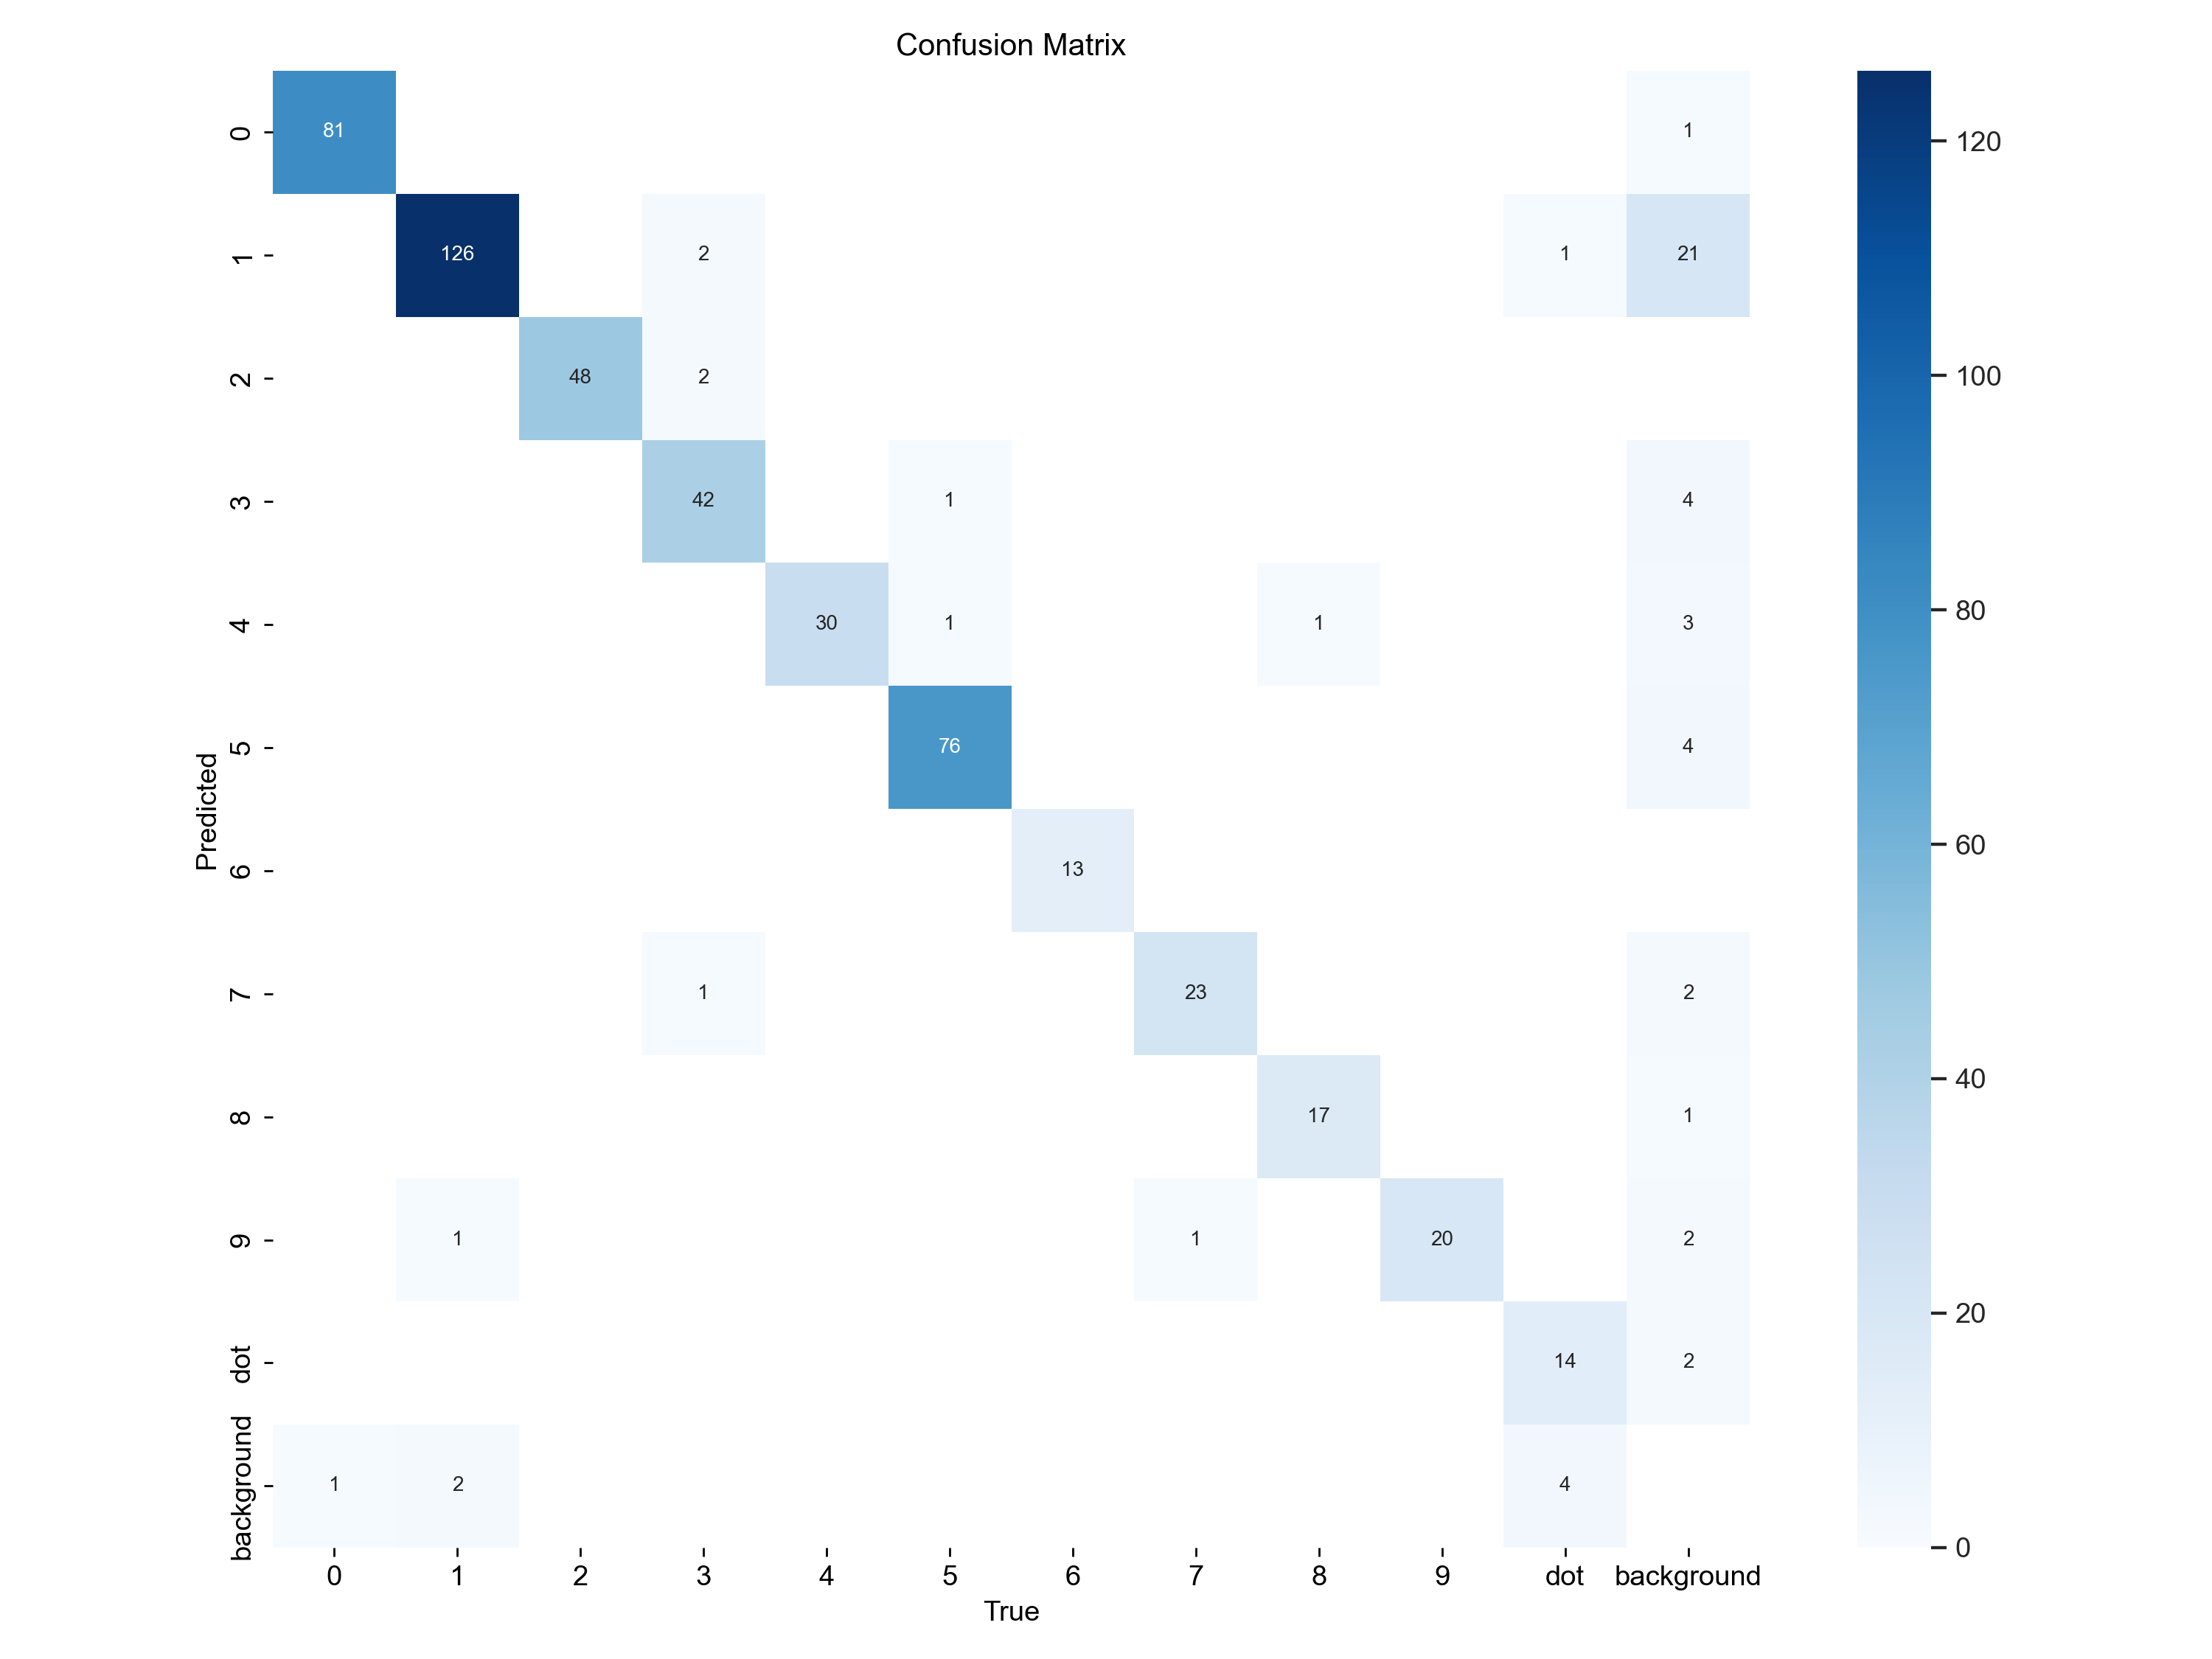 Confusion Matrix
0 81 1 120
1 126 2 1 21
2 48 2 100
3 42 1 4
4 30 1 1 3 80
5 76 4
Predicted
6 13 60
7 1 23 2
8 17 1 40
9 1 1 20 2
dot 14 2 20
background 1 2 4
0
0 1 2 3 4 5 6 7 8 9 dot background
True